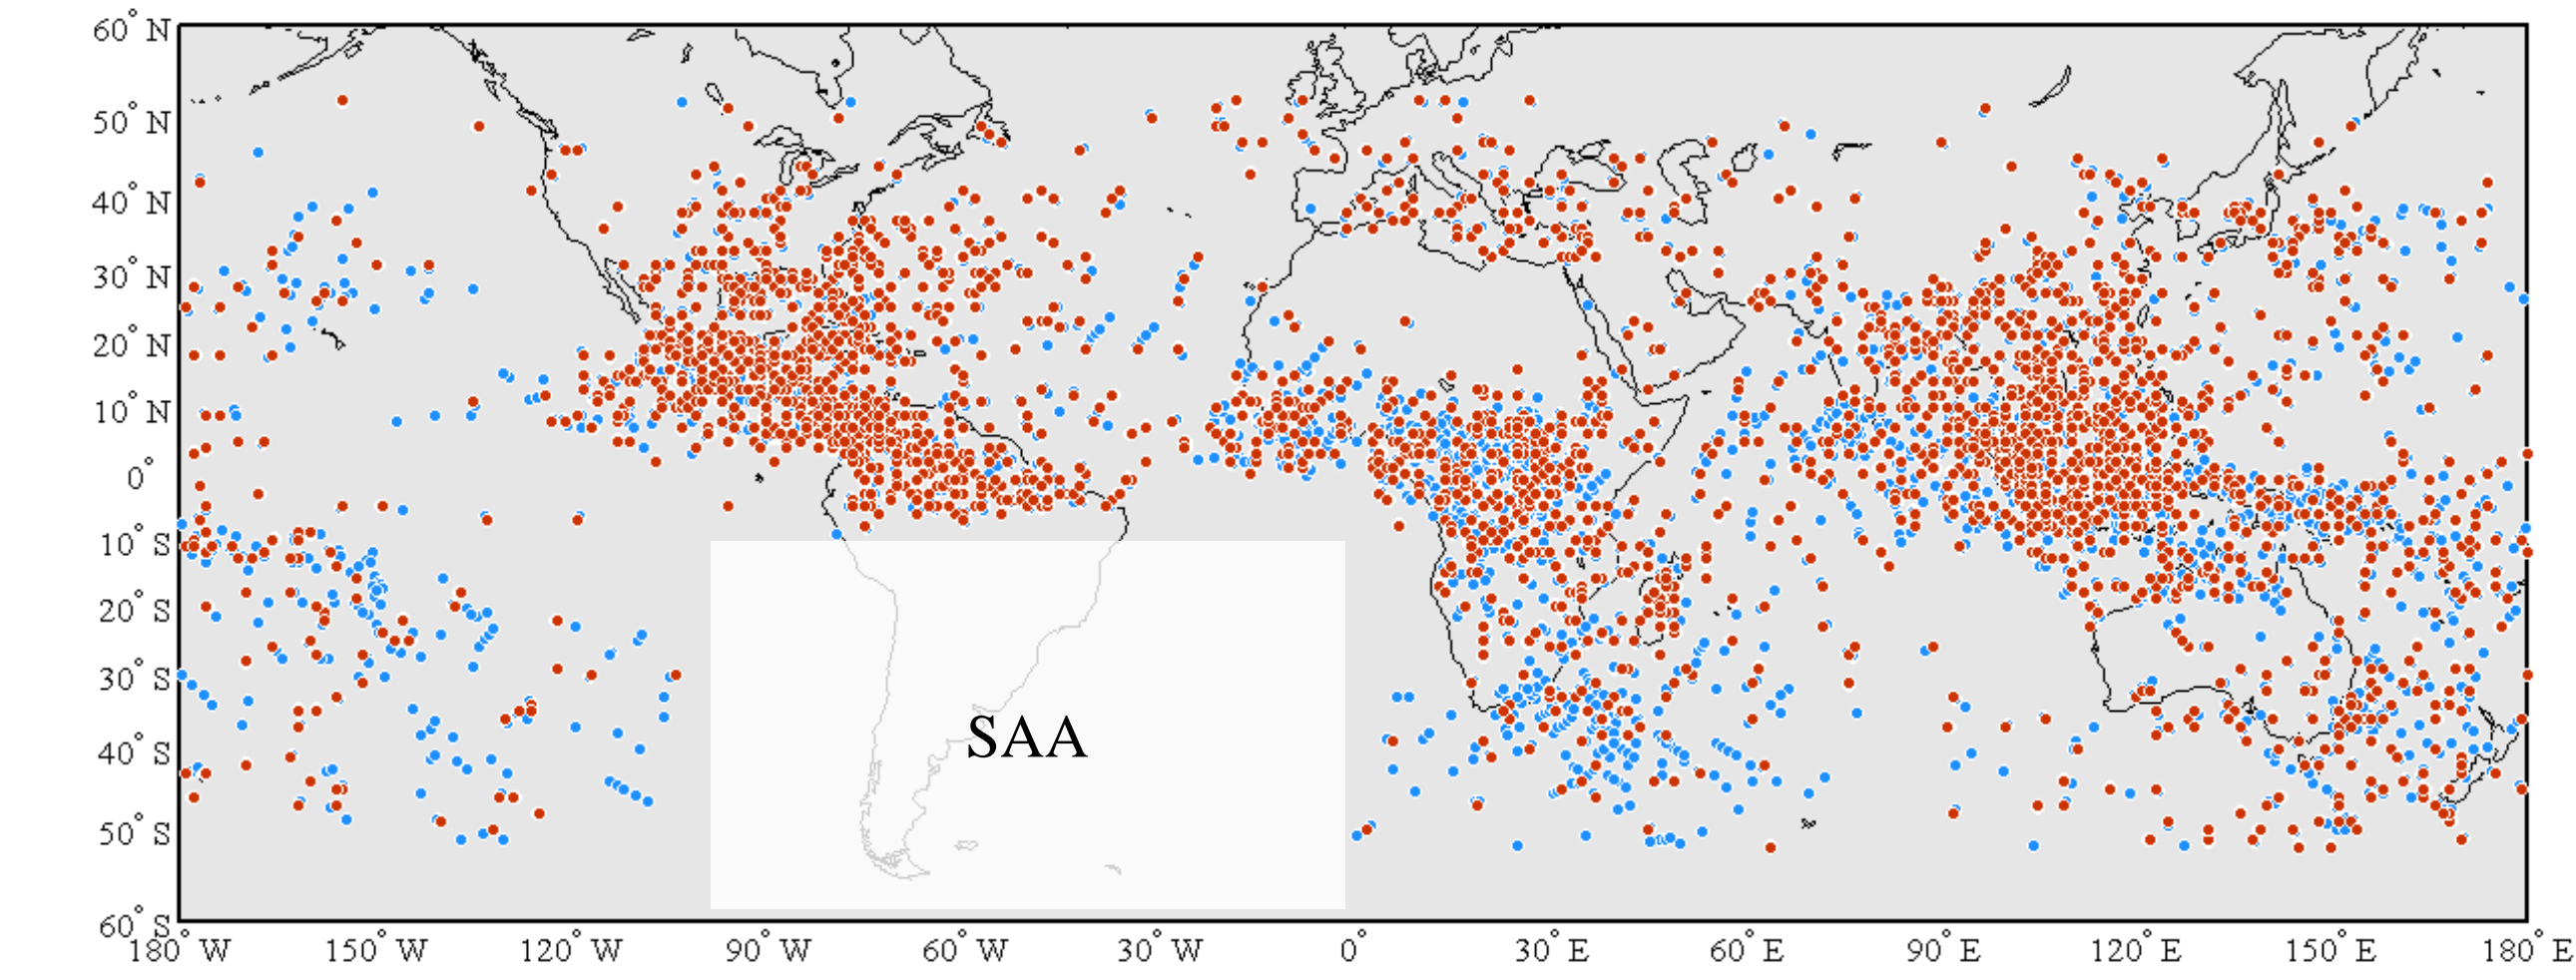 60° N
50° N
40° N
30° N
20° N
10° N
0°
10° S
20° S
30° S
40° S
50° S
60° S
SAA
180° W
150° W
120° W
90° W
60° W
30° W
0°
30° E
60° E
90° E
120° E
150° E
180° E